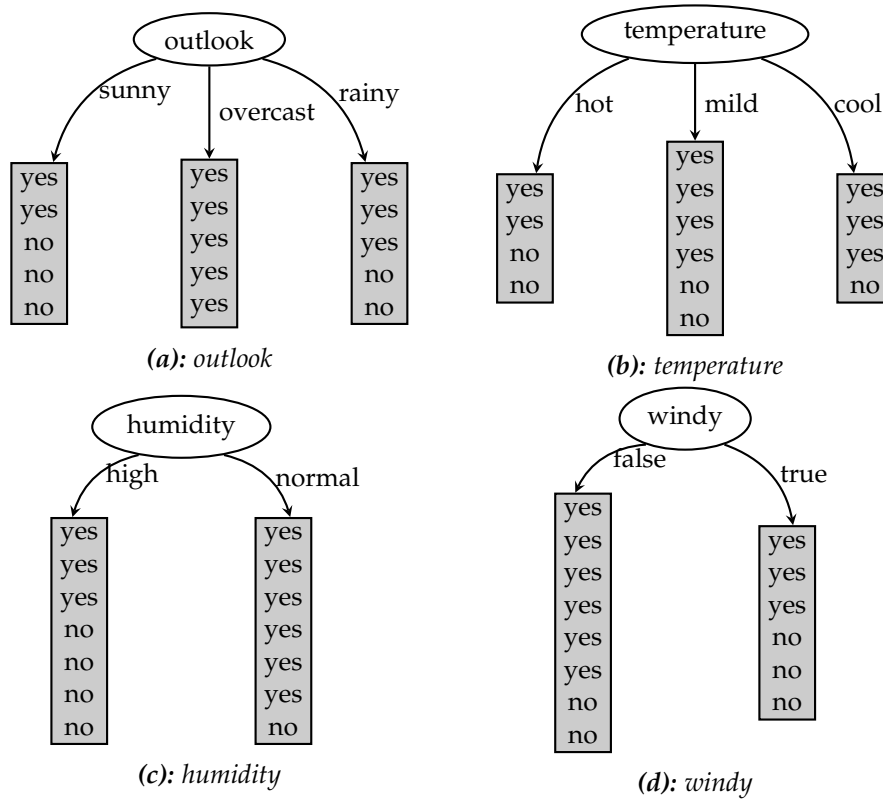 outlook
sunny
overcast
rainy
yes
yes
no
no
no
yes
yes
yes
yes
yes
yes
yes
yes
no
no
(a): outlook
temperature
hot
mild
cool
yes
yes
no
no
yes
yes
yes
yes
no
no
yes
yes
yes
no
(b): temperature
humidity
high
normal
yes
yes
yes
no
no
no
no
yes
yes
yes
yes
yes
yes
no
(c): humidity
windy
false
true
yes
yes
yes
yes
yes
yes
no
no
yes
yes
yes
no
no
no
(d): windy